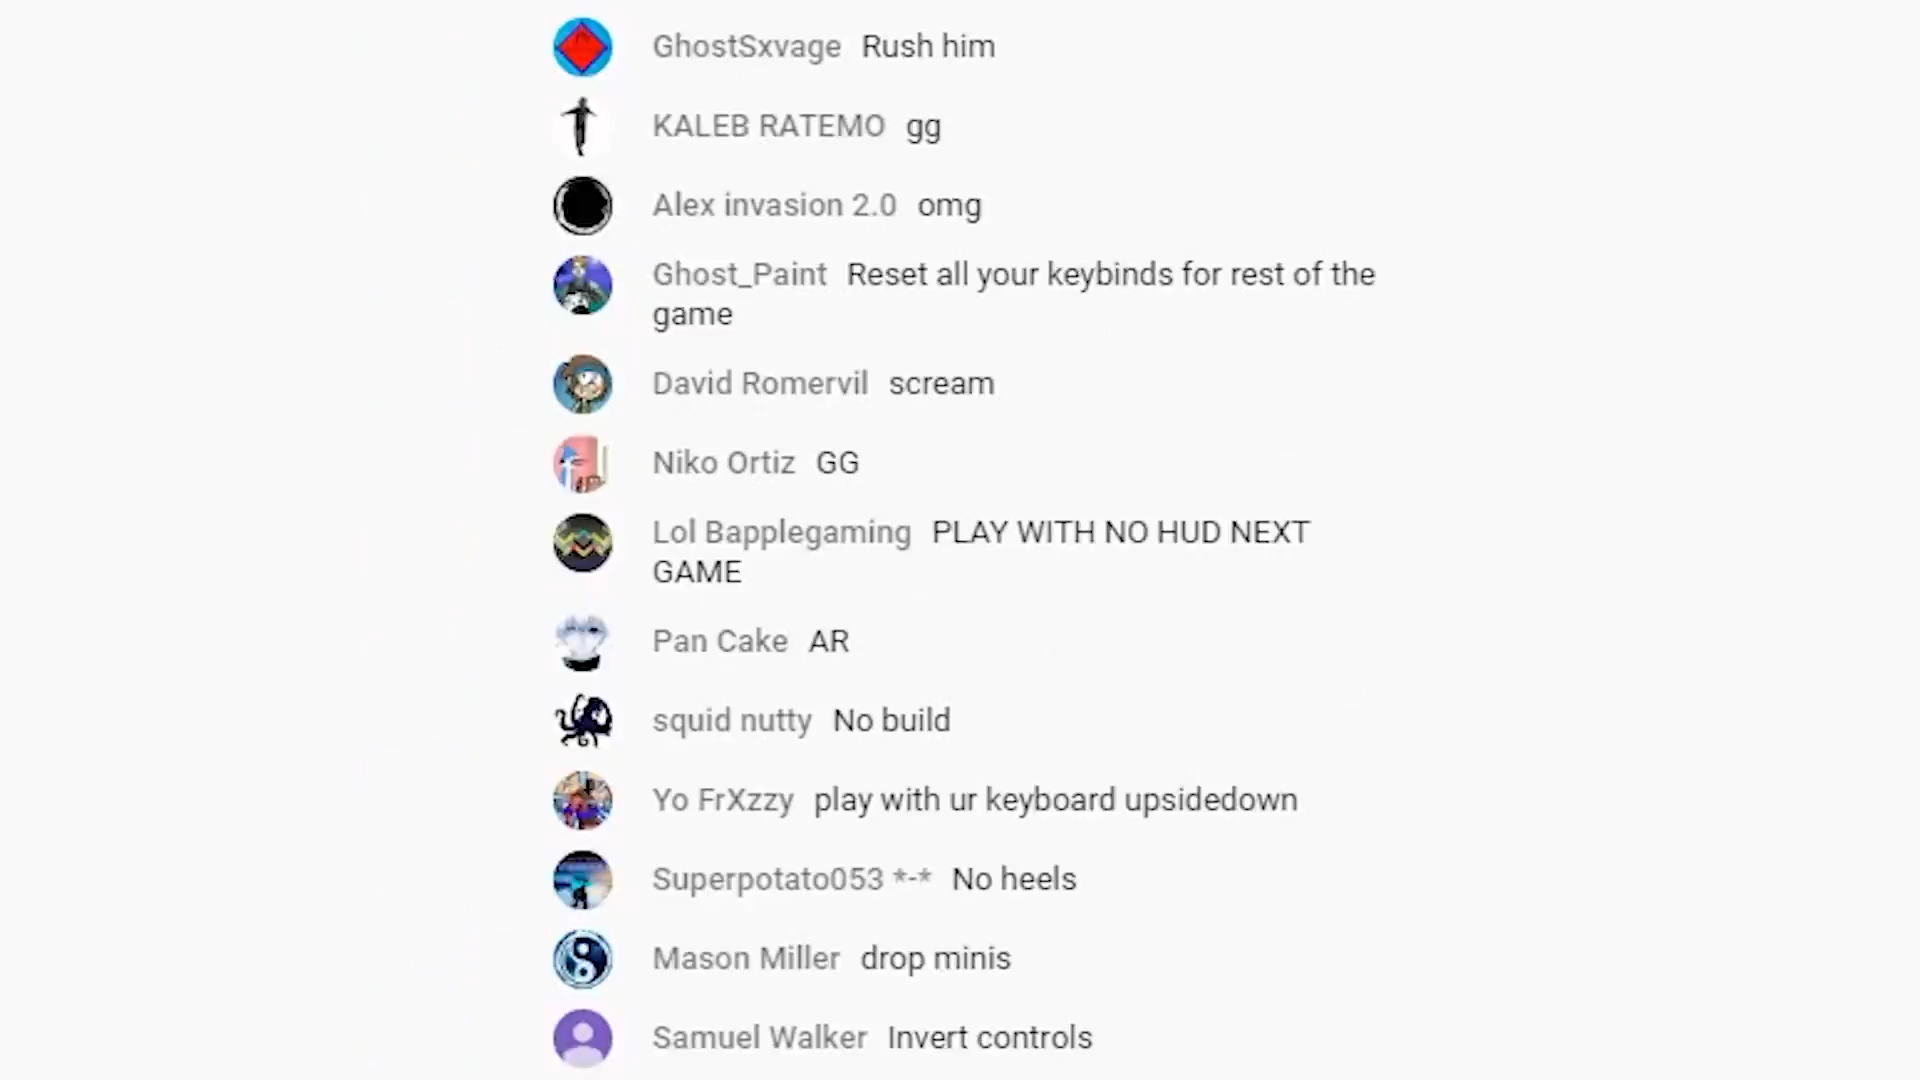 GhostSxvage Rush him
KALEB RATEMO gg
Alex invasion 2.0 omg
Ghost_Paint Reset all your keybinds for rest of the
game
David Romervil scream
Niko Ortiz GG
Lol Bapplegaming PLAY WITH NO HUD NEXT
GAME
Pan Cake AR
squid nutty No build
Yo FrXzzy play with ur keyboard upsidedown
Superpotato053 *-* No heels
Mason Miller drop minis
Samuel Walker Invert controls